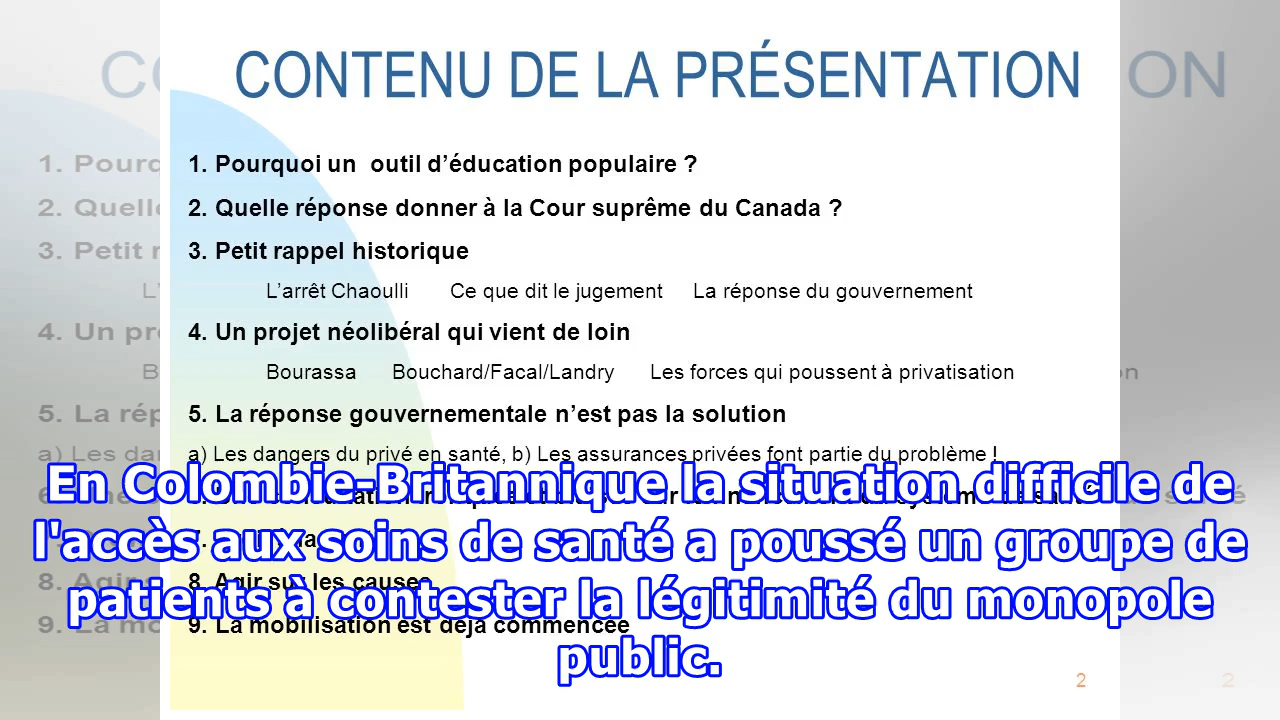 CONTENU DE LA PRÉSENTATION
1. Pourquoi un outil d’éducation populaire ?
2. Quelle réponse donner à la Cour suprême du Canada ?
3. Petit rappel historique
L’arrêt Chaoulli Ce que dit le jugement La réponse du gouvernement
4. Un projet néolibéral qui vient de loin
Bourassa Bouchard/Facal/Landry Les forces qui poussent à privatisation
5. La réponse gouvernementale n’est pas la solution
a) Les dangers du privé en santé, b) Les assurances privées font partie du problème !
8. Agir sur les causes
9. La mobilisation est déjà commencée
En Colombie-Britannique la situation difficile de
l'accès aux soins de santé a poussé un groupe de
patients à contester la légitimité du monopole
public.
2